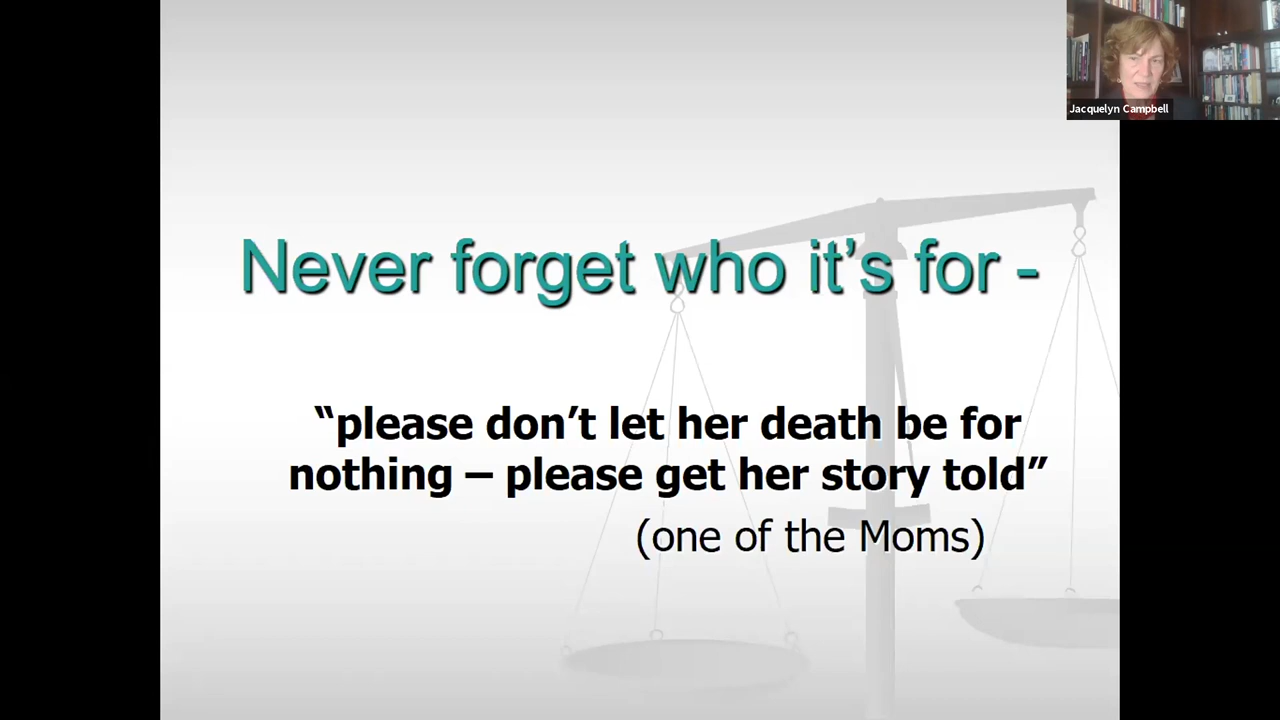 Jacquelyn Campbell
Never forget who it’s for -
“please don’t let her death be for
nothing – please get her story told”
(one of the Moms)